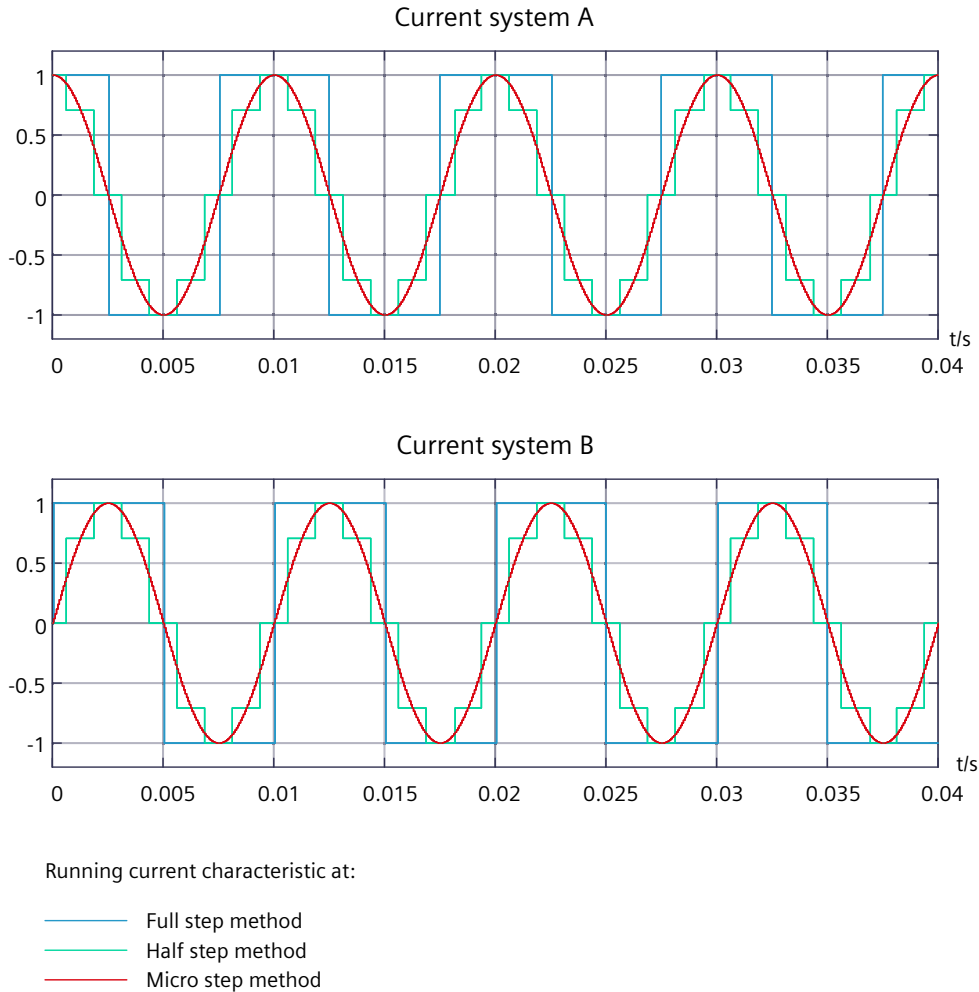 Current system A
1
0.5
0
-0.5
-1
t/s
0 0.005 0.01 0.015 0.02 0.025 0.03 0.035 0.04
Current system B
1
0.5
0
-0.5
-1
t/s
0 0.005 0.01 0.015 0.02 0.025 0.03 0.035 0.04
Running current characteristic at:
Full step method
Half step method
Micro step method